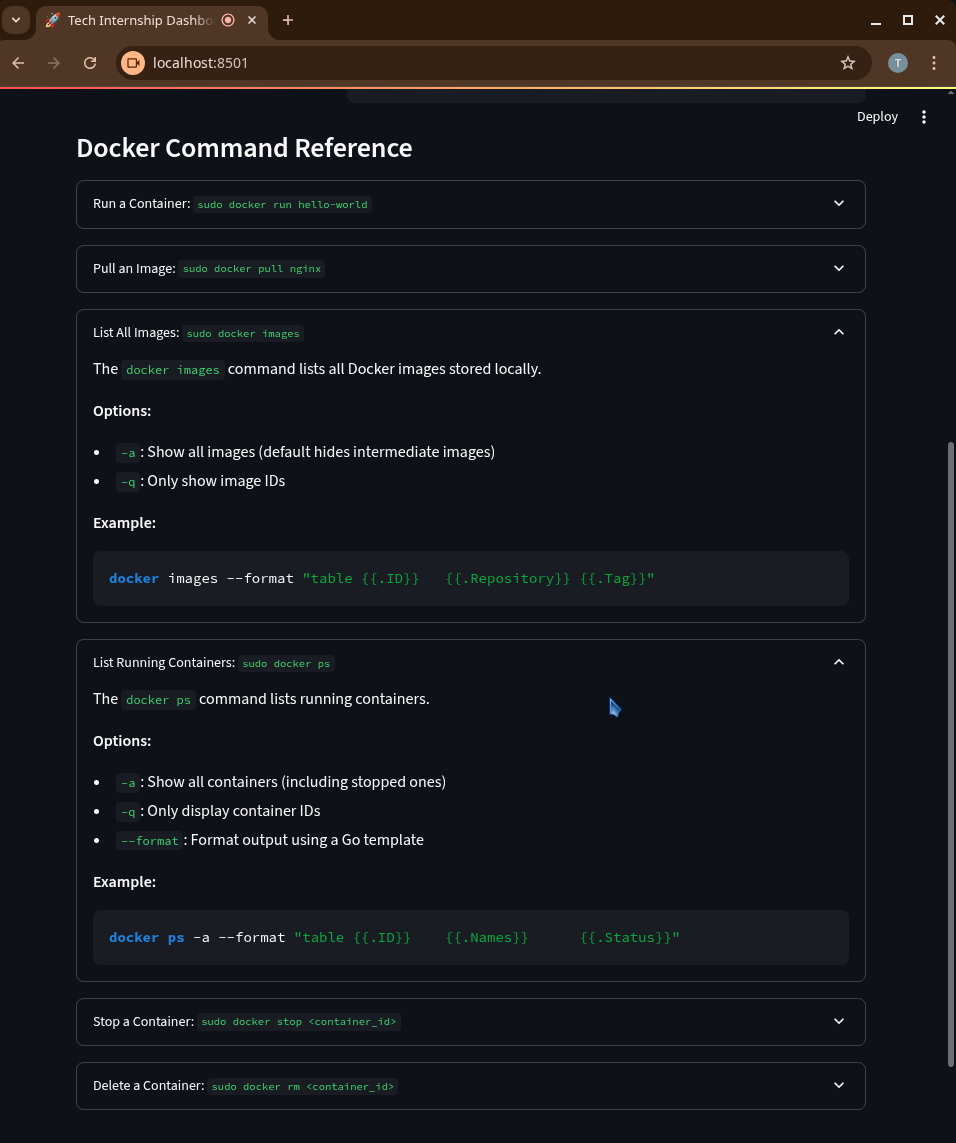 Tech Internship Dashbo
localhost:8501
T
Deploy
Docker Command Reference
Run a Container: sudo docker run hello-world
Pull an Image: sudo docker pull nginx
List All Images: sudo docker images
The docker images command lists all Docker images stored locally.
Options:
-a : Show all images (default hides intermediate images)
-q : Only show image IDs
Example:
docker images --format "table {{.ID}}   {{.Repository}} {{.Tag}}"
List Running Containers: sudo docker ps
The docker ps command lists running containers.
Options:
-a : Show all containers (including stopped ones)
-q : Only display container IDs
--format : Format output using a Go template
Example:
docker ps -a --format "table {{.ID}}    {{.Names}}      {{.Status}}"
Stop a Container: sudo docker stop <container_id>
Delete a Container: sudo docker rm <container_id>